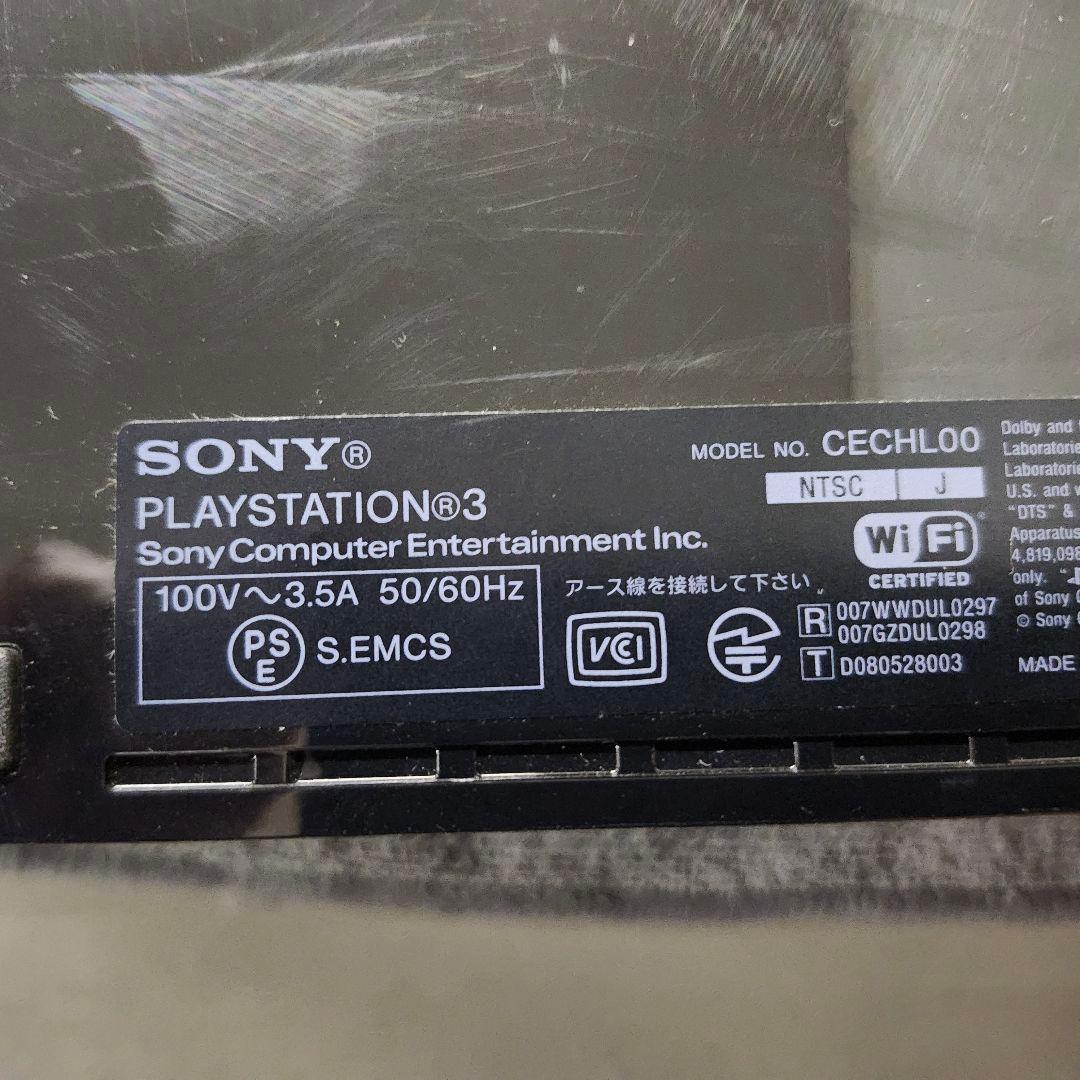 SONY®
PLAYSTATION®3
Sony Computer Entertainment Inc.
100V～3.5A 50/60Hz
PSE S.EMCS
MODEL NO. CECHL00
NTSC J
Wi Fi
CERTIFIED
アース線を接続して下さい。
VCI
R 007WWDUL0297
007GZDUL0298
T D080528003
Dolby and
Laboratorie
Laboratorie
U.S. and
"DTS" &
Apparatus
4,819,098
only.
of Sony
© Sony
MADE